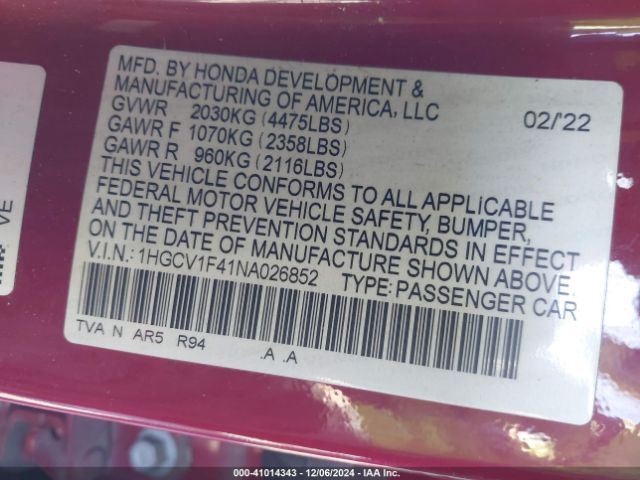 MFD. BY HONDA DEVELOPMENT &
MANUFACTURING OF AMERICA, LLC
GVWR 2030KG (4475LBS) 02/'22
GAWR F 1070KG (2358LBS)
GAWR R 960KG (2116LBS)
THIS VEHICLE CONFORMS TO ALL APPLICABLE
FEDERAL MOTOR VEHICLE SAFETY, BUMPER,
AND THEFT PREVENTION STANDARDS IN EFFECT
ON THE DATE OF MANUFACTURE SHOWN ABOVE.
V.I.N.: 1HGCV1F41NA026852 TYPE: PASSENGER CAR
TVA N AR5 R94 .A .A
VE
000-41014343 - 12/06/2024 - IAA Inc.